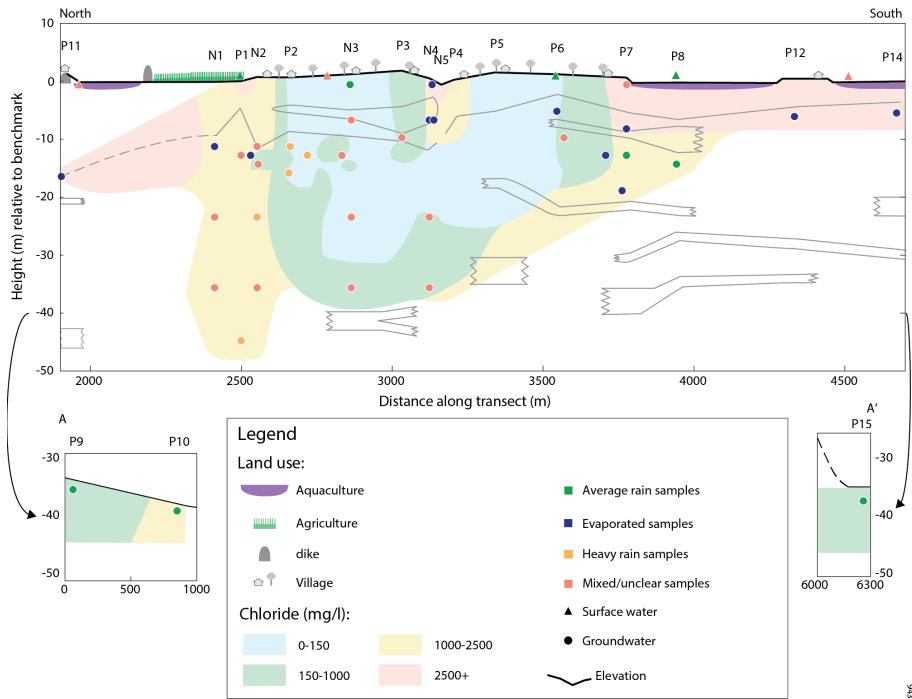 North
South
P11
N1
P1
N2
P2
N3
P3
N4
N5
P4
P5
P6
P7
P8
P12
P14
10
0
-10
-20
-30
-40
-50
Height (m) relative to benchmark
2000
2500
3000
3500
4000
4500
Distance along transect (m)
A
P9
P10
-30
-40
-50
0
500
1000
A'
P15
-30
-40
-50
6000
6300
Legend
Land use:
Aquaculture
Agriculture
dike
Village
Chloride (mg/l):
0-150
150-1000
1000-2500
2500+
Average rain samples
Evaporated samples
Heavy rain samples
Mixed/unclear samples
Surface water
Groundwater
Elevation